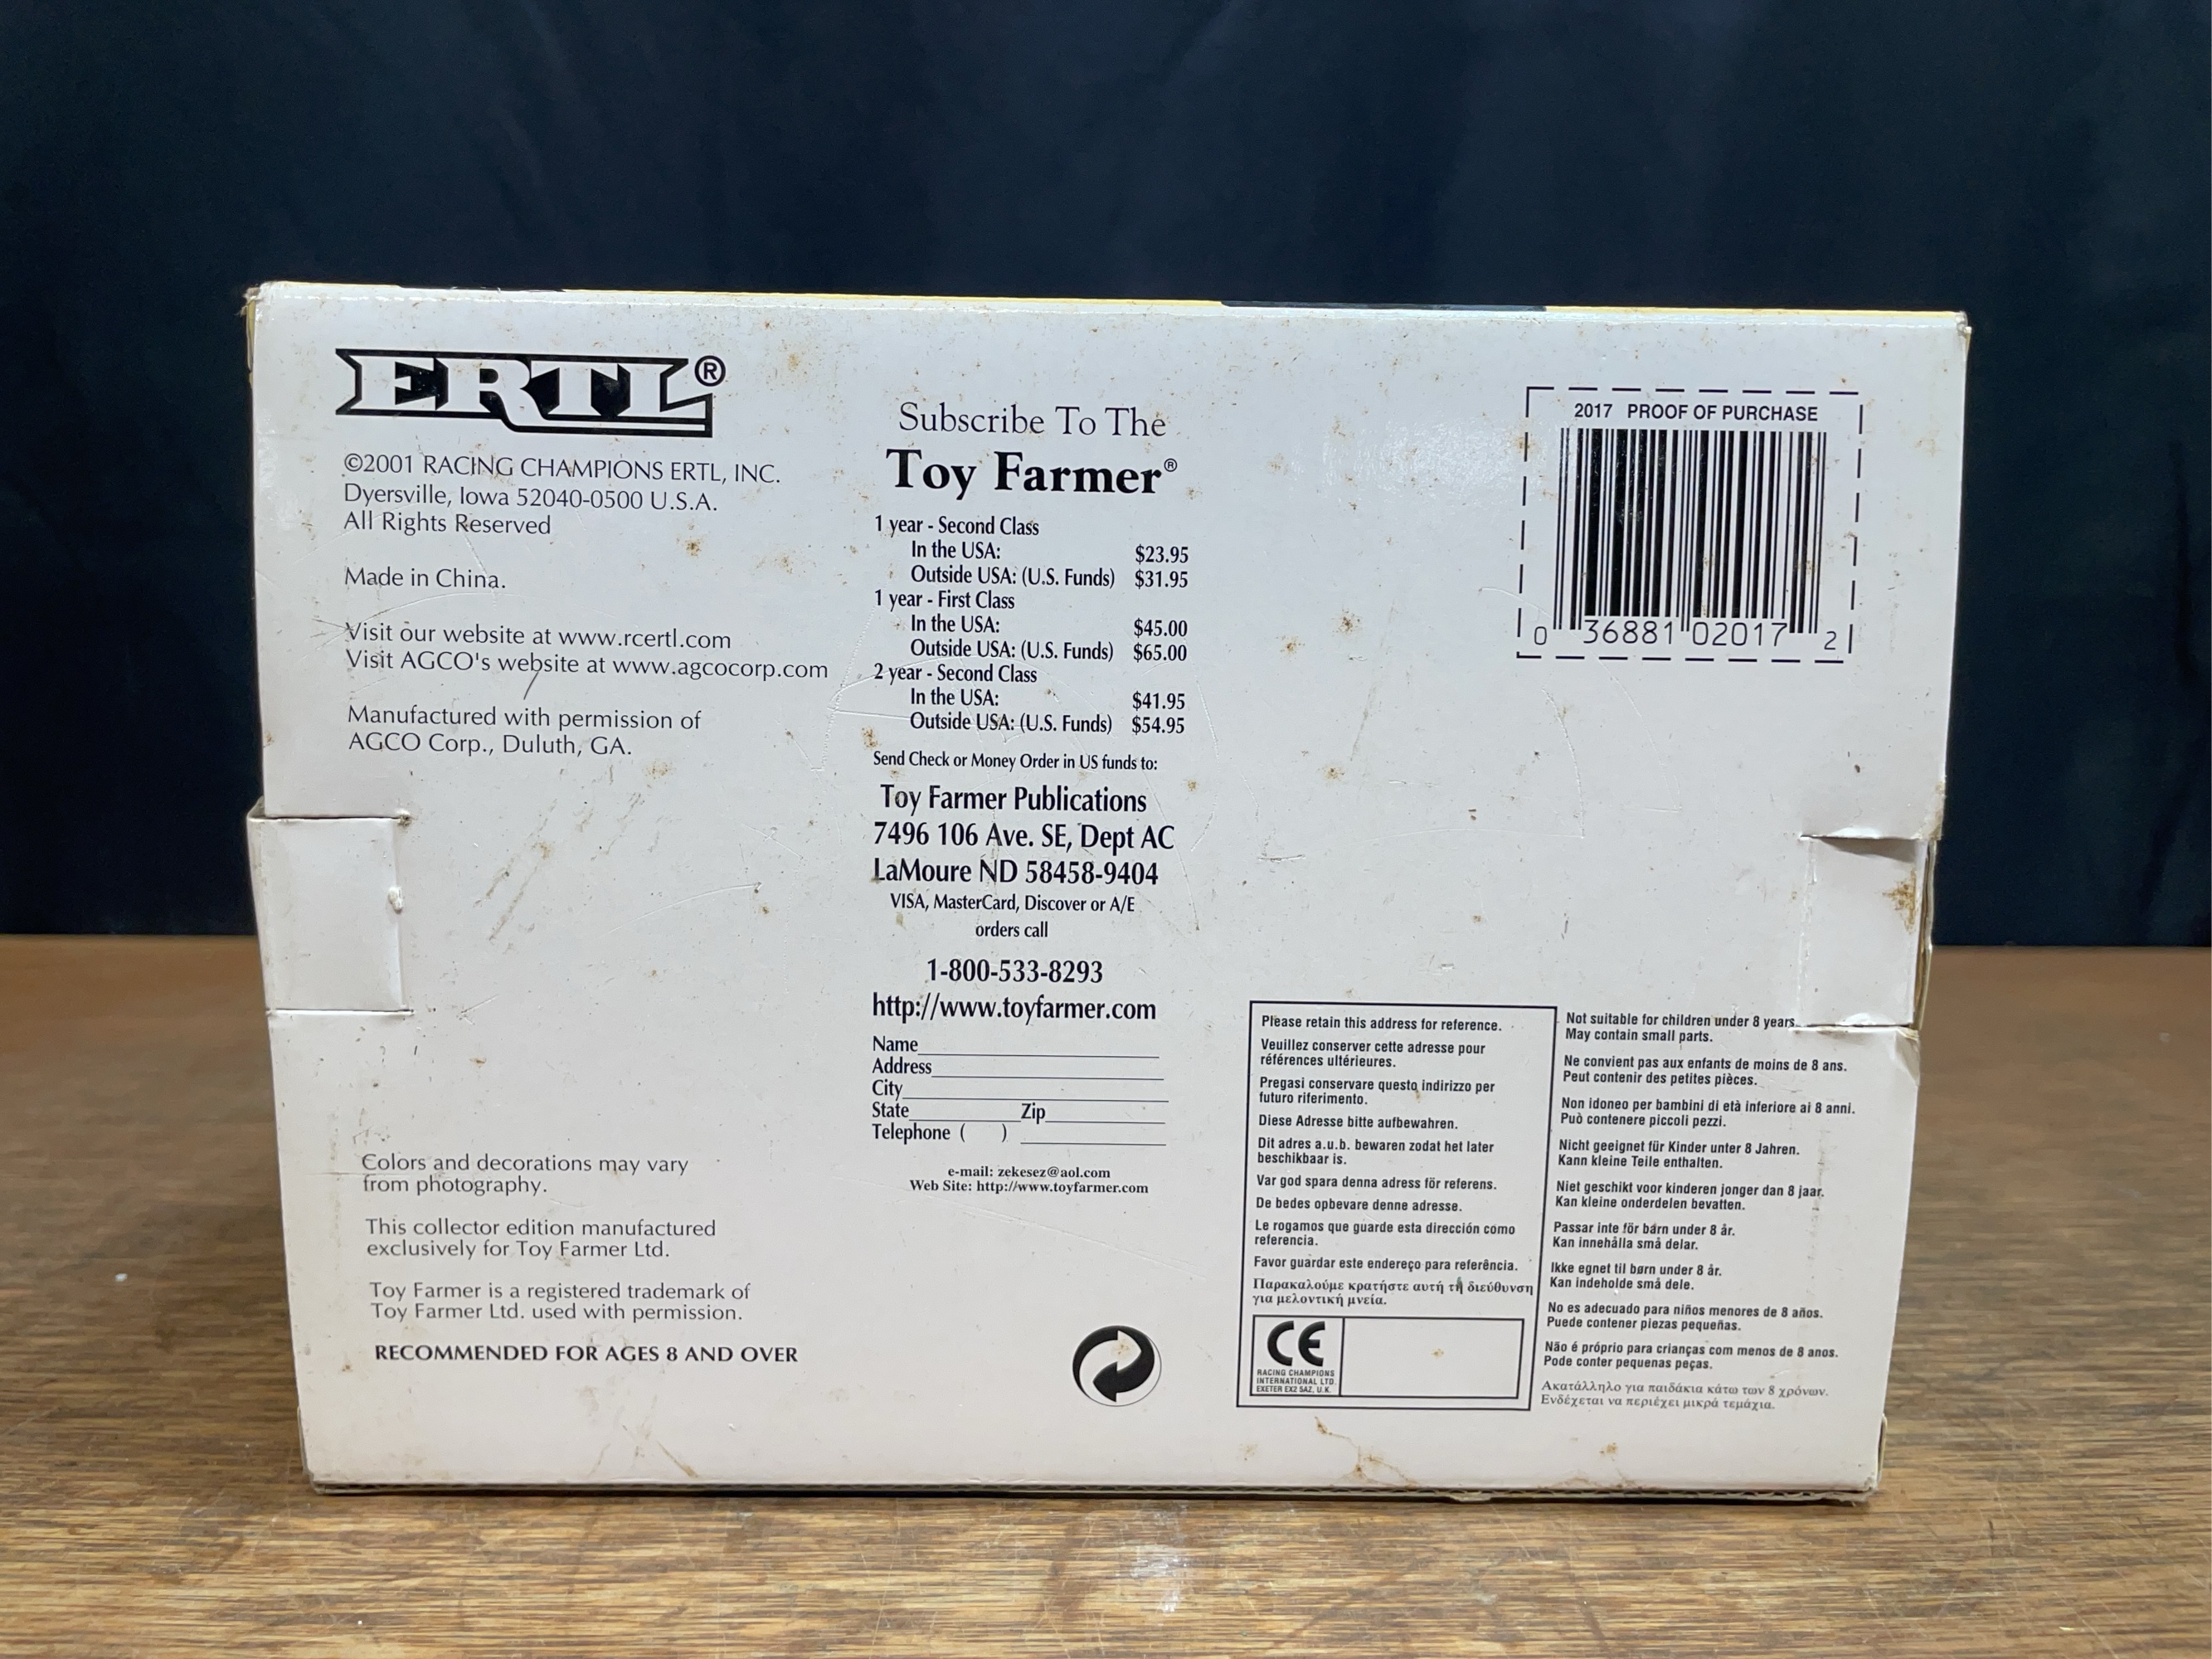 ERTL®
©2001 RACING CHAMPIONS ERTL, INC.
Dyersville, Iowa 52040-0500 U.S.A.
All Rights Reserved
Made in China.
Visit our website at www.rcertl.com
Visit AGCO's website at www.agcocorp.com
Manufactured with permission of
AGCO Corp., Duluth, GA.
Colors and decorations may vary
from photography.
This collector edition manufactured
exclusively for Toy Farmer Ltd.
Toy Farmer is a registered trademark of
Toy Farmer Ltd. used with permission.
RECOMMENDED FOR AGES 8 AND OVER
Subscribe To The
Toy Farmer®
1 year - Second Class
In the USA: $23.95
Outside USA: (U.S. Funds) $31.95
1 year - First Class
In the USA: $45.00
Outside USA: (U.S. Funds) $65.00
2 year - Second Class
In the USA: $41.95
Outside USA: (U.S. Funds) $54.95
Send Check or Money Order in US funds to:
Toy Farmer Publications
7496 106 Ave. SE, Dept AC
LaMoure ND 58458-9404
VISA, MasterCard, Discover or A/E
orders call
1-800-533-8293
http://www.toyfarmer.com
Name
Address
City
State Zip
Telephone ( )
e-mail: zekesez@aol.com
Web Site: http://www.toyfarmer.com
2017 PROOF OF PURCHASE
0 36881 02017 2
Please retain this address for reference.
Veuillez conserver cette adresse pour
références ultérieures.
Pregasi conservare questo indirizzo per
futuro riferimento.
Diese Adresse bitte aufbewahren.
Dit adres a.u.b. bewaren zodat het later
beschikbaar is.
Var god spara denna adress för referens.
De bedes opbevare denne adresse.
Le rogamos que guarde esta dirección como
referencia.
Favor guardar este endereço para referência.
Παρακαλούμε κρατήστε αυτή τή διεύθυνση
για μελοντική μνεία.
CE
RACING CHAMPIONS
INTERNATIONAL LTD.
EXETER EX2 5AZ, U.K.
Not suitable for children under 8 years.
May contain small parts.
Ne convient pas aux enfants de moins de 8 ans.
Peut contenir des petites pièces.
Non idoneo per bambini di età inferiore ai 8 anni.
Può contenere piccoli pezzi.
Nicht geeignet für Kinder unter 8 Jahren.
Kann kleine Teile enthalten.
Niet geschikt voor kinderen jonger dan 8 jaar.
Kan kleine onderdelen bevatten.
Passar inte för barn under 8 år.
Kan innehålla små delar.
Ikke egnet til børn under 8 år.
Kan indeholde små dele.
No es adecuado para niños menores de 8 años.
Puede contener piezas pequeñas.
Não é próprio para crianças com menos de 8 anos.
Pode conter pequenas peças.
Ακατάλληλο για παιδάκια κάτω των 8 χρόνων.
Ενδέχεται να περιέχει μικρά τεμάχια.